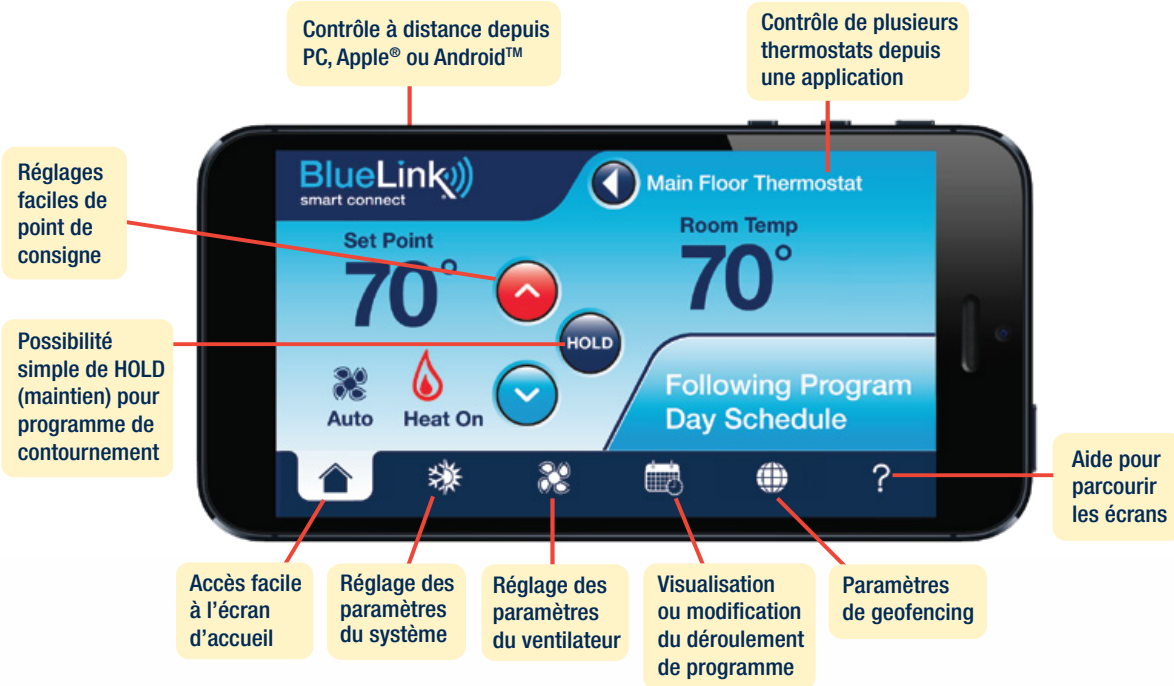 Contrôle à distance depuis
PC, Apple® ou Android™
Contrôle de plusieurs
thermostats depuis
une application
Réglages
faciles de
point de
consigne
Possibilité
simple de HOLD
(maintien) pour
programme de
contournement
BlueLink
smart connect
Main Floor Thermostat
Set Point
70°
Room Temp
70°
HOLD
Auto
Heat On
Following Program
Day Schedule
?
Aide pour
parcourir
les écrans
Accès facile
à l'écran
d'accueil
Réglage des
paramètres
du système
Réglage des
paramètres
du ventilateur
Visualisation
ou modification
du déroulement
de programme
Paramètres
de geofencing